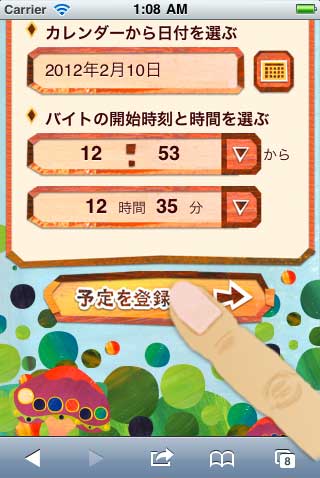 Carrier 1:08 AM
カレンダーから日付を選ぶ
2012年2月10日
バイトの開始時刻と時間を選ぶ
12 : 53 から
12 時間 35 分
予定を登録
8